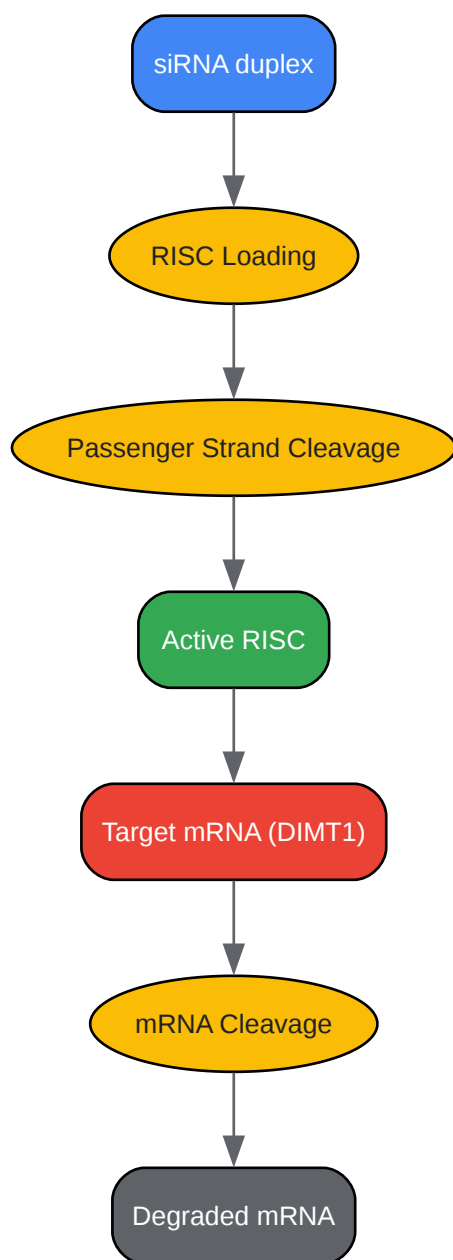 siRNA duplex
RISC Loading
Passenger Strand Cleavage
Active RISC
Target mRNA (DIMT1)
mRNA Cleavage
Degraded mRNA